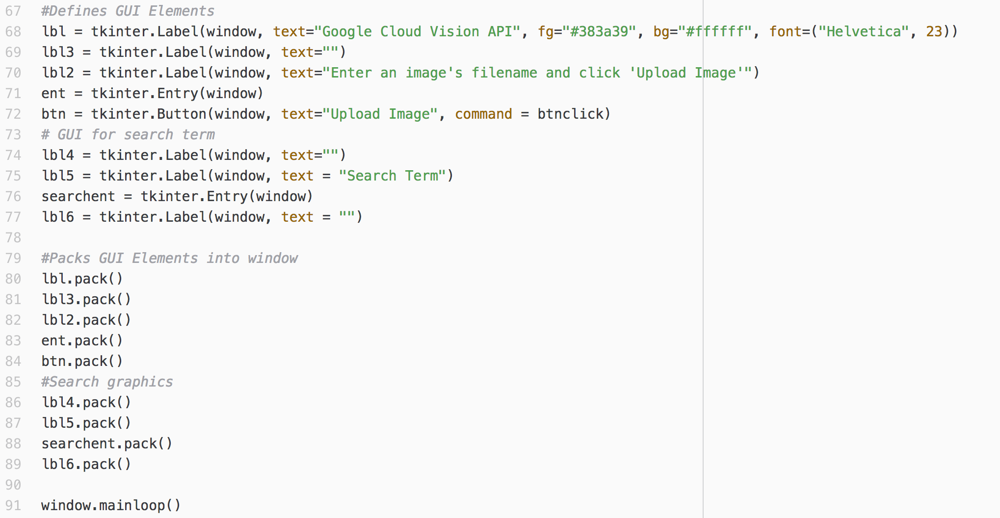 67 #Defines GUI Elements
68 lbl = tkinter.Label(window, text="Google Cloud Vision API", fg="#383a39", bg="#ffffff", font=("Helvetica", 23))
69 lbl3 = tkinter.Label(window, text="")
70 lbl2 = tkinter.Label(window, text="Enter an image's filename and click 'Upload Image'")
71 ent = tkinter.Entry(window)
72 btn = tkinter.Button(window, text="Upload Image", command = btnclick)
73 # GUI for search term
74 lbl4 = tkinter.Label(window, text="")
75 lbl5 = tkinter.Label(window, text = "Search Term")
76 searchent = tkinter.Entry(window)
77 lbl6 = tkinter.Label(window, text = "")
78
79 #Packs GUI Elements into window
80 lbl.pack()
81 lbl3.pack()
82 lbl2.pack()
83 ent.pack()
84 btn.pack()
85 #Search graphics
86 lbl4.pack()
87 lbl5.pack()
88 searchent.pack()
89 lbl6.pack()
90
91 window.mainloop()